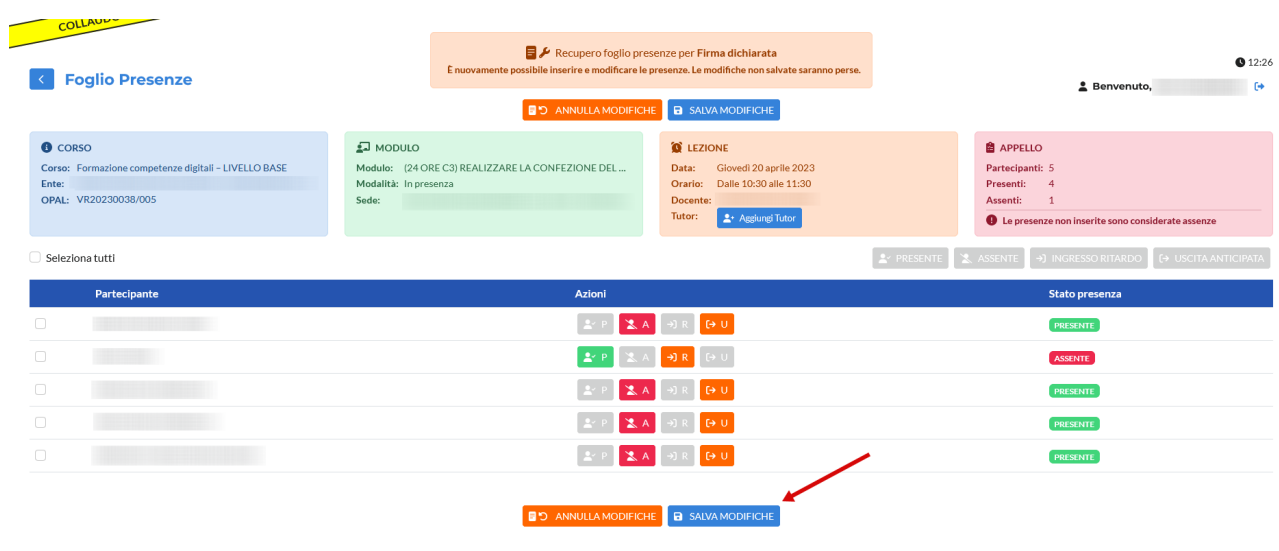 COLLAUDO
Recupero foglio presenze per Firma dichiarata
È nuovamente possibile inserire e modificare le presenze. Le modifiche non salvate saranno perse.
12:26
Foglio Presenze
Benvenuto,
ANNULLA MODIFICHE SALVA MODIFICHE
CORSO
Corso: Formazione competenze digitali – LIVELLO BASE
Ente:
OPAL: VR20230038/005
MODULO
Modulo: (24 ORE C3) REALIZZARE LA CONFEZIONE DEL ...
Modalità: In presenza
Sede:
LEZIONE
Data: Giovedì 20 aprile 2023
Orario: Dalle 10:30 alle 11:30
Docente:
Tutor: Aggiungi Tutor
APPELLO
Partecipanti: 5
Presenti: 4
Assenti: 1
Le presenze non inserite sono considerate assenze
Seleziona tutti PRESENTE ASSENTE INGRESSO RITARDO USCITA ANTICIPATA
Partecipante Azioni Stato presenza
P A R U PRESENTE
P A R U ASSENTE
P A R U PRESENTE
P A R U PRESENTE
P A R U PRESENTE
ANNULLA MODIFICHE SALVA MODIFICHE